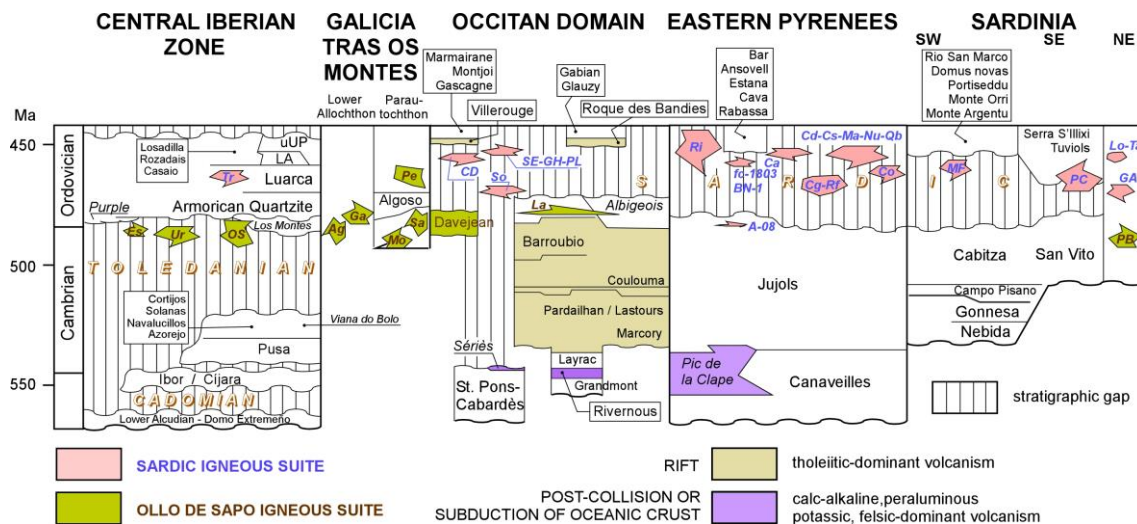 CENTRAL IBERIAN
ZONE
GALICIA
TRAS OS
MONTES
OCCITAN DOMAIN
EASTERN PYRENEES
SARDINIA
SW
SE
NE
Marmairane
Montjoi
Gascagne
Gabian
Glauzy
Bar
Ansovell
Estana
Cava
Rabassa
Rio San Marco
Domus novas
Portiseddu
Monte Orri
Monte Argentu
Ma
Lower
Allochthon
Parau-
tochthon
Villerouge
Roque des Bandies
450
500
550
Ordovician
Cambrian
Losadilla
Rozadais
Casaio
uUP
LA
Luarca
Tr
Purple
Armorican Quartzite
Los Montes
Es
Ur
OS
TOLEDANIAN
Cortijos
Solanas
Navalucillos
Azorejo
Viana do Bolo
Pusa
Ibor / Cíjara
CADOMIAN
Lower Alcudian - Domo Extremeño
Pe
Algoso
Ag
Ga
Mo
Sa
CD
SE-GH-PL
So
Davejean
La
Albigeois
Barroubio
Coulouma
Pardailhan / Lastours
Marcory
Sériès
Layrac
Grandmont
St. Pons-
Cabardès
Rivernous
SARDIC
Ri
fc-1803
BN-1
Ca
Cd-Cs-Ma-Nu-Qb
Cg-Rf
Co
A-08
Jujols
Pic de
la Clape
Canaveilles
MF
Serra S'Illixi
Tuviols
PC
Cabitza
San Vito
Campo Pisano
Gonnesa
Nebida
PB
stratigraphic gap
SARDIC IGNEOUS SUITE
OLLO DE SAPO IGNEOUS SUITE
RIFT
tholeiitic-dominant volcanism
POST-COLLISION OR
SUBDUCTION OF OCEANIC CRUST
calc-alkaline,peraluminous
potassic, felsic-dominant volcanism